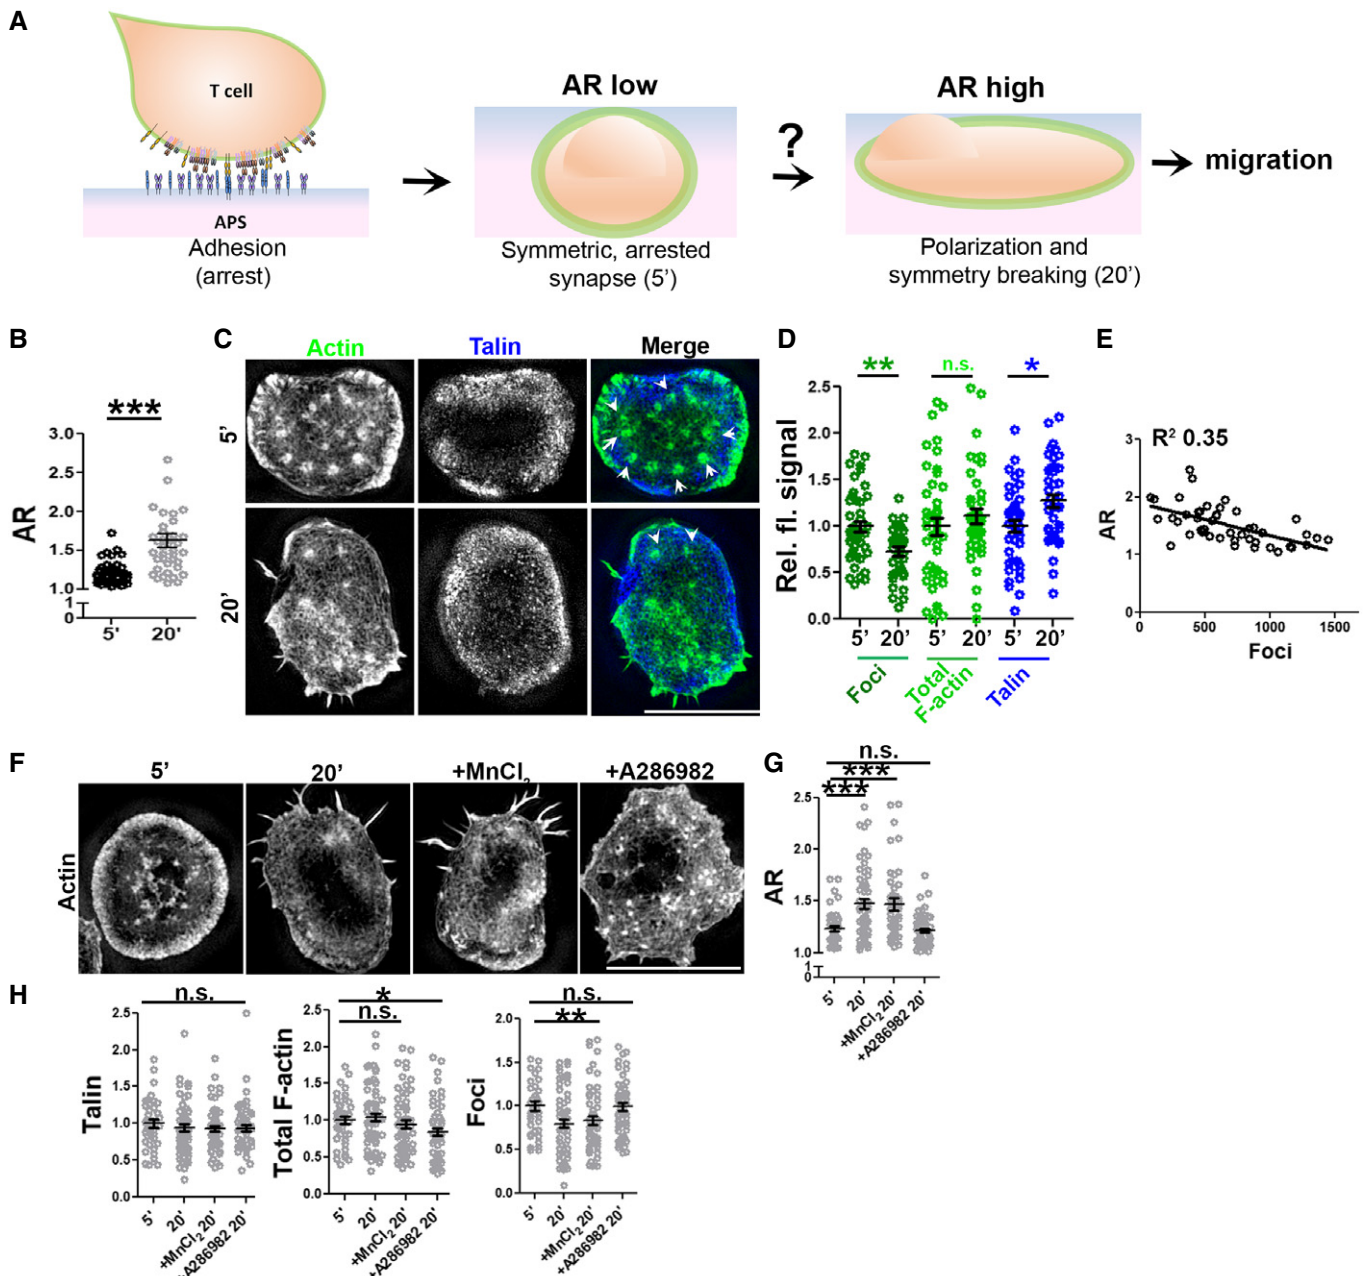 A
T cell
APS
Adhesion
(arrest)
AR low
Symmetric, arrested
synapse (5’)
?
AR high
Polarization and
symmetry breaking (20’)
migration
B
***
AR
3.0
2.5
2.0
1.5
1.0
1
0
5'
20'
C
Actin
Talin
Merge
5'
20'
D
**
n.s.
*
Rel. fl. signal
2.5
2.0
1.5
1.0
0.5
0.0
5' 20' 5' 20' 5' 20'
Foci
Total
F-actin
Talin
E
R² 0.35
AR
3
2
1
0
0 500 1000 1500
Foci
F
5'
20’
+MnCl₂
+A286982
Actin
G
n.s.
***
***
AR
2.5
2.0
1.5
1.0
1
0
5'
20'
+MnCl₂ 20'
+A286982 20'
H
n.s.
Talin
2.5
2.0
1.5
1.0
0.5
0.0
5'
20'
+MnCl₂ 20'
+A286982 20'
*
n.s.
Total F-actin
2.5
2.0
1.5
1.0
0.5
0.0
5'
20'
+MnCl₂ 20'
+A286982 20'
n.s.
**
Foci
2.0
1.5
1.0
0.5
0.0
5'
20'
+MnCl₂ 20'
+A286982 20'